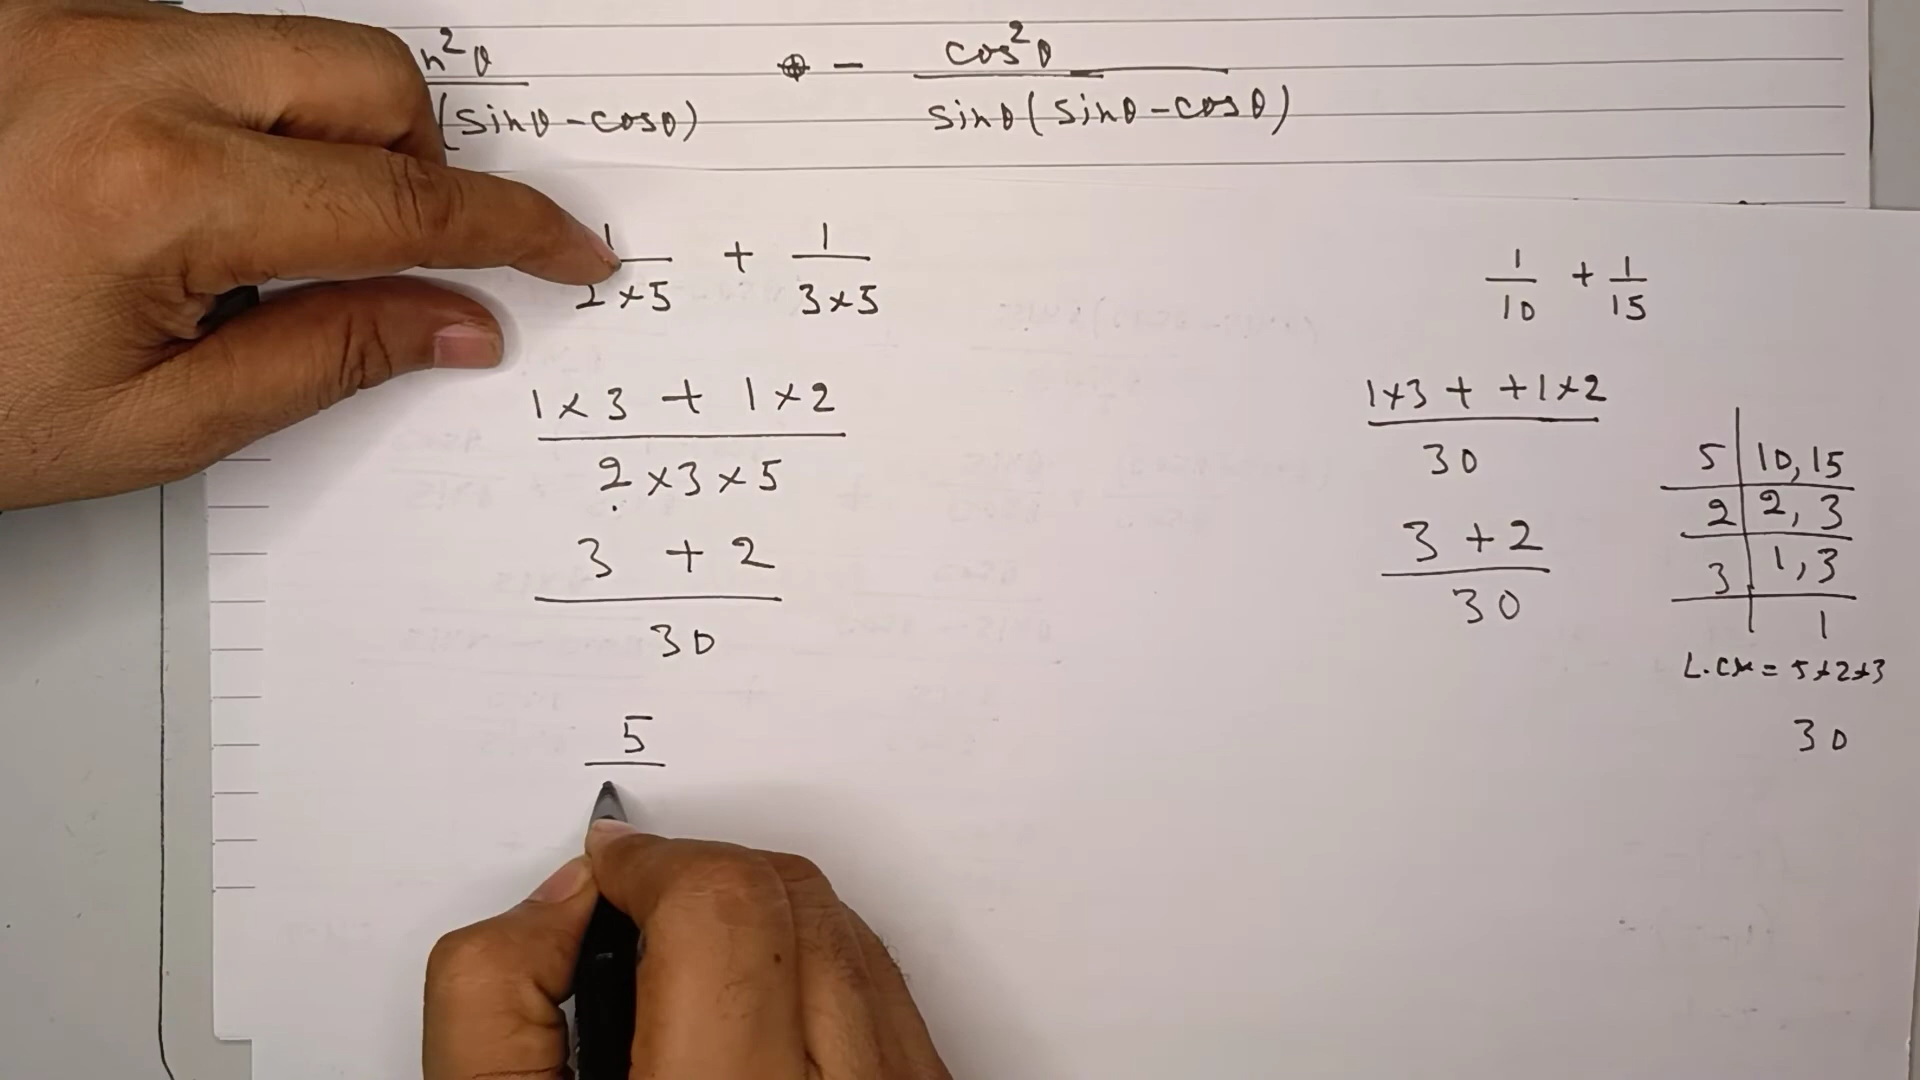 n²θ/(sinθ-cosθ) - cos²θ/sinθ(sinθ-cosθ)
1/2×5 + 1/3×5
1×3 + 1×2/2×3×5
3 + 2/30
5
1/10 + 1/15
1×3 + +1×2/30
3 + 2/30
5 | 10, 15
2 | 2, 3
3 | 1, 3
1
L.CM = 5×2×3
30